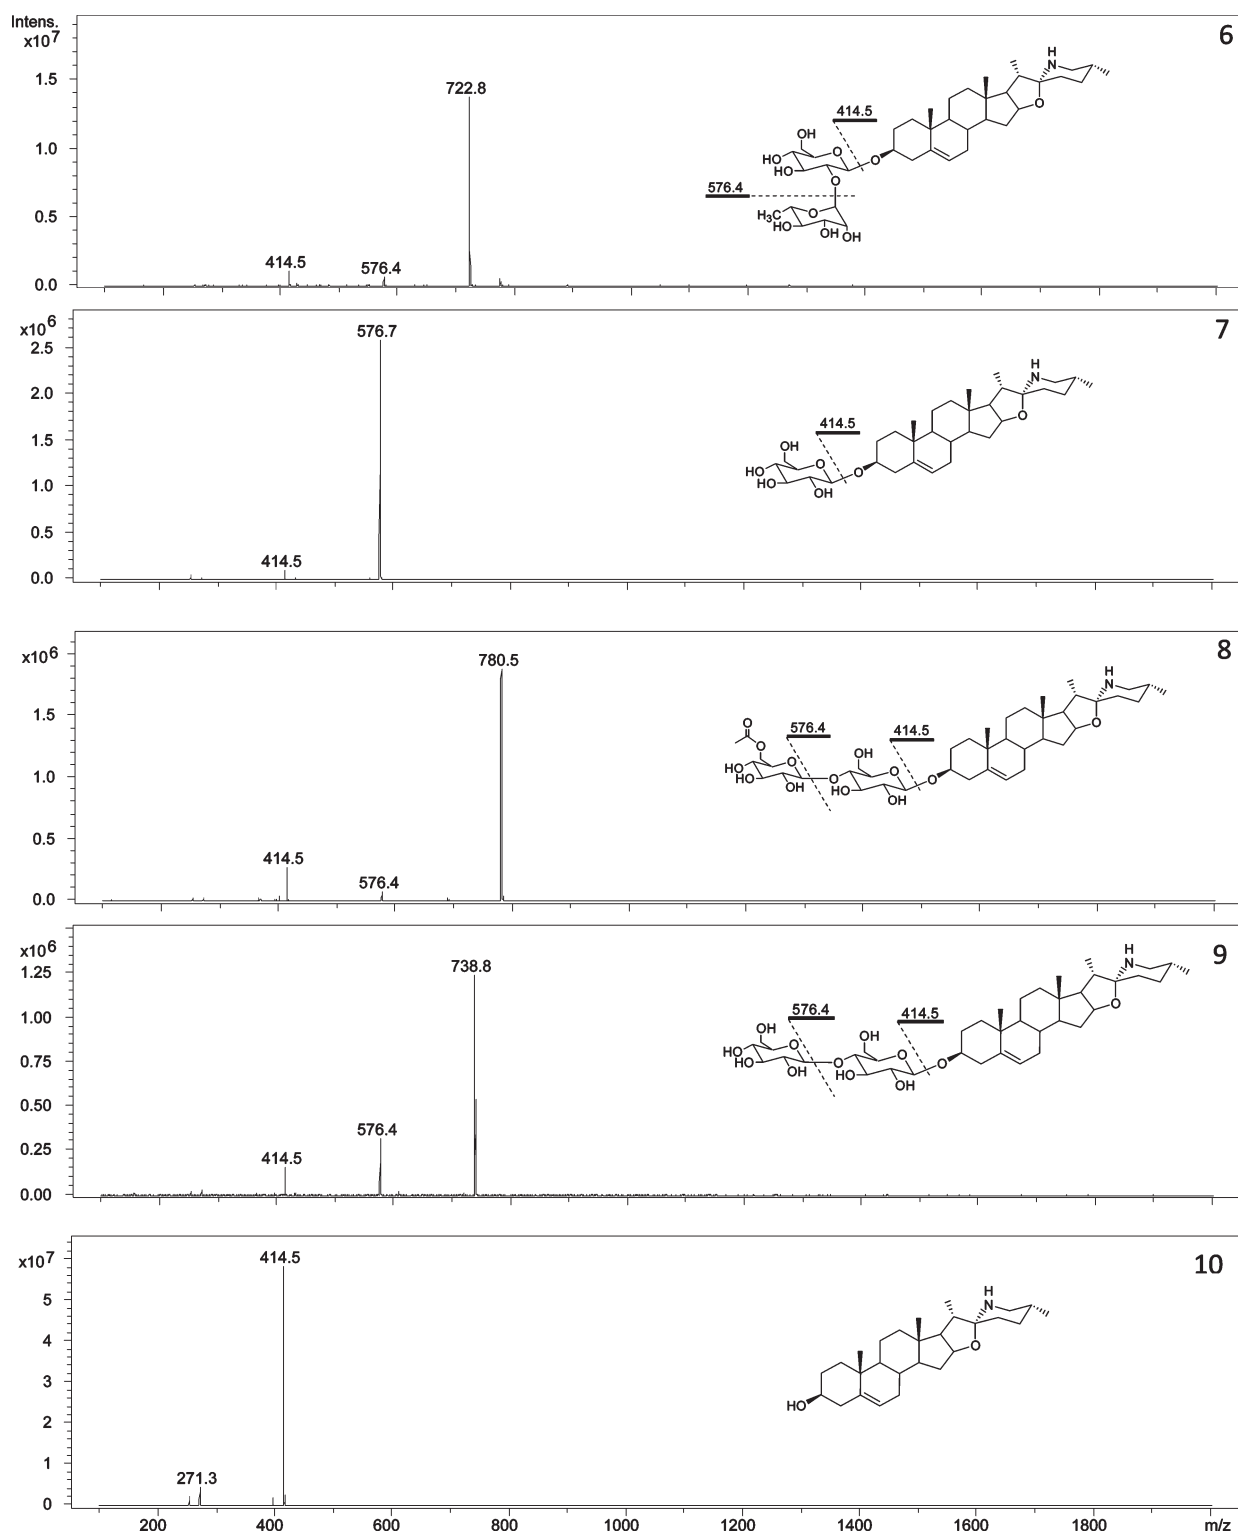 Intens.
x10^7
6
1.5
1.0
0.5
0.0
722.8
414.5
576.4
414.5
576.4
OH
HO
HO
O
O
O
H3C
O
HO
OH
OH
H
N
O
x10^6
7
2.5
2.0
1.5
1.0
0.5
0.0
576.7
414.5
414.5
OH
HO
HO
O
O
OH
H
N
O
x10^6
8
1.5
1.0
0.5
0.0
780.5
414.5
576.4
576.4
414.5
O
O
HO
HO
O
OH
O
OH
HO
O
OH
O
H
N
O
x10^6
9
1.25
1.00
0.75
0.50
0.25
0.00
738.8
576.4
414.5
576.4
414.5
OH
HO
HO
O
OH
O
OH
HO
O
OH
O
H
N
O
x10^7
10
5
4
3
2
1
0
414.5
271.3
H
N
O
HO
200 400 600 800 1000 1200 1400 1600 1800 m/z